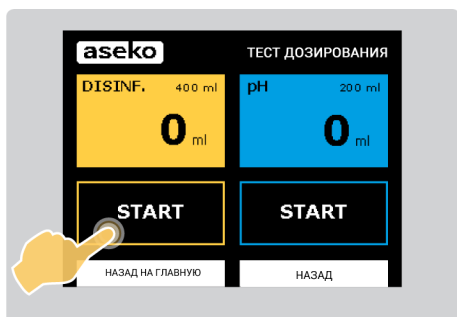 aseko ТЕСТ ДОЗИРОВАНИЯ
DISINF. 400 ml pH 200 ml
0 ml 0 ml
START START
НАЗАД НА ГЛАВНУЮ НАЗАД